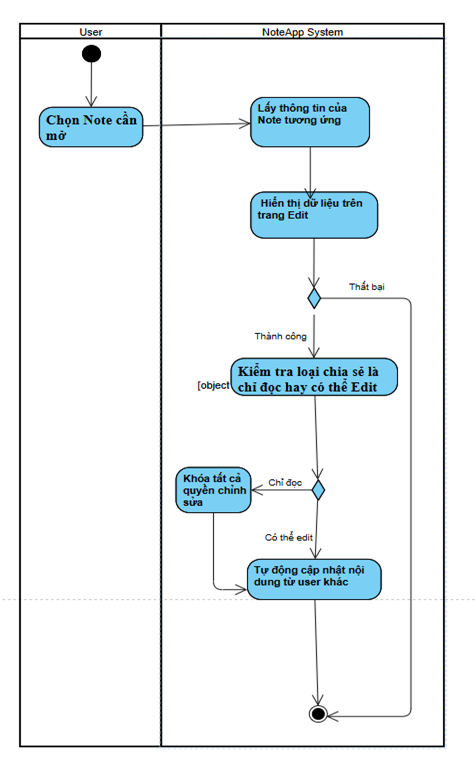 User
NoteApp System
Chọn Note cần
mở
Lấy thông tin của
Note tương ứng
Hiển thị dữ liệu trên
trang Edit
Thất bại
Thành công
[object
Kiểm tra loại chia sẻ là
chỉ đọc hay có thể Edit
Khóa tất cả
quyền chỉnh
sửa
Chỉ đọc
Có thể edit
Tự động cập nhật nội
dung từ user khác